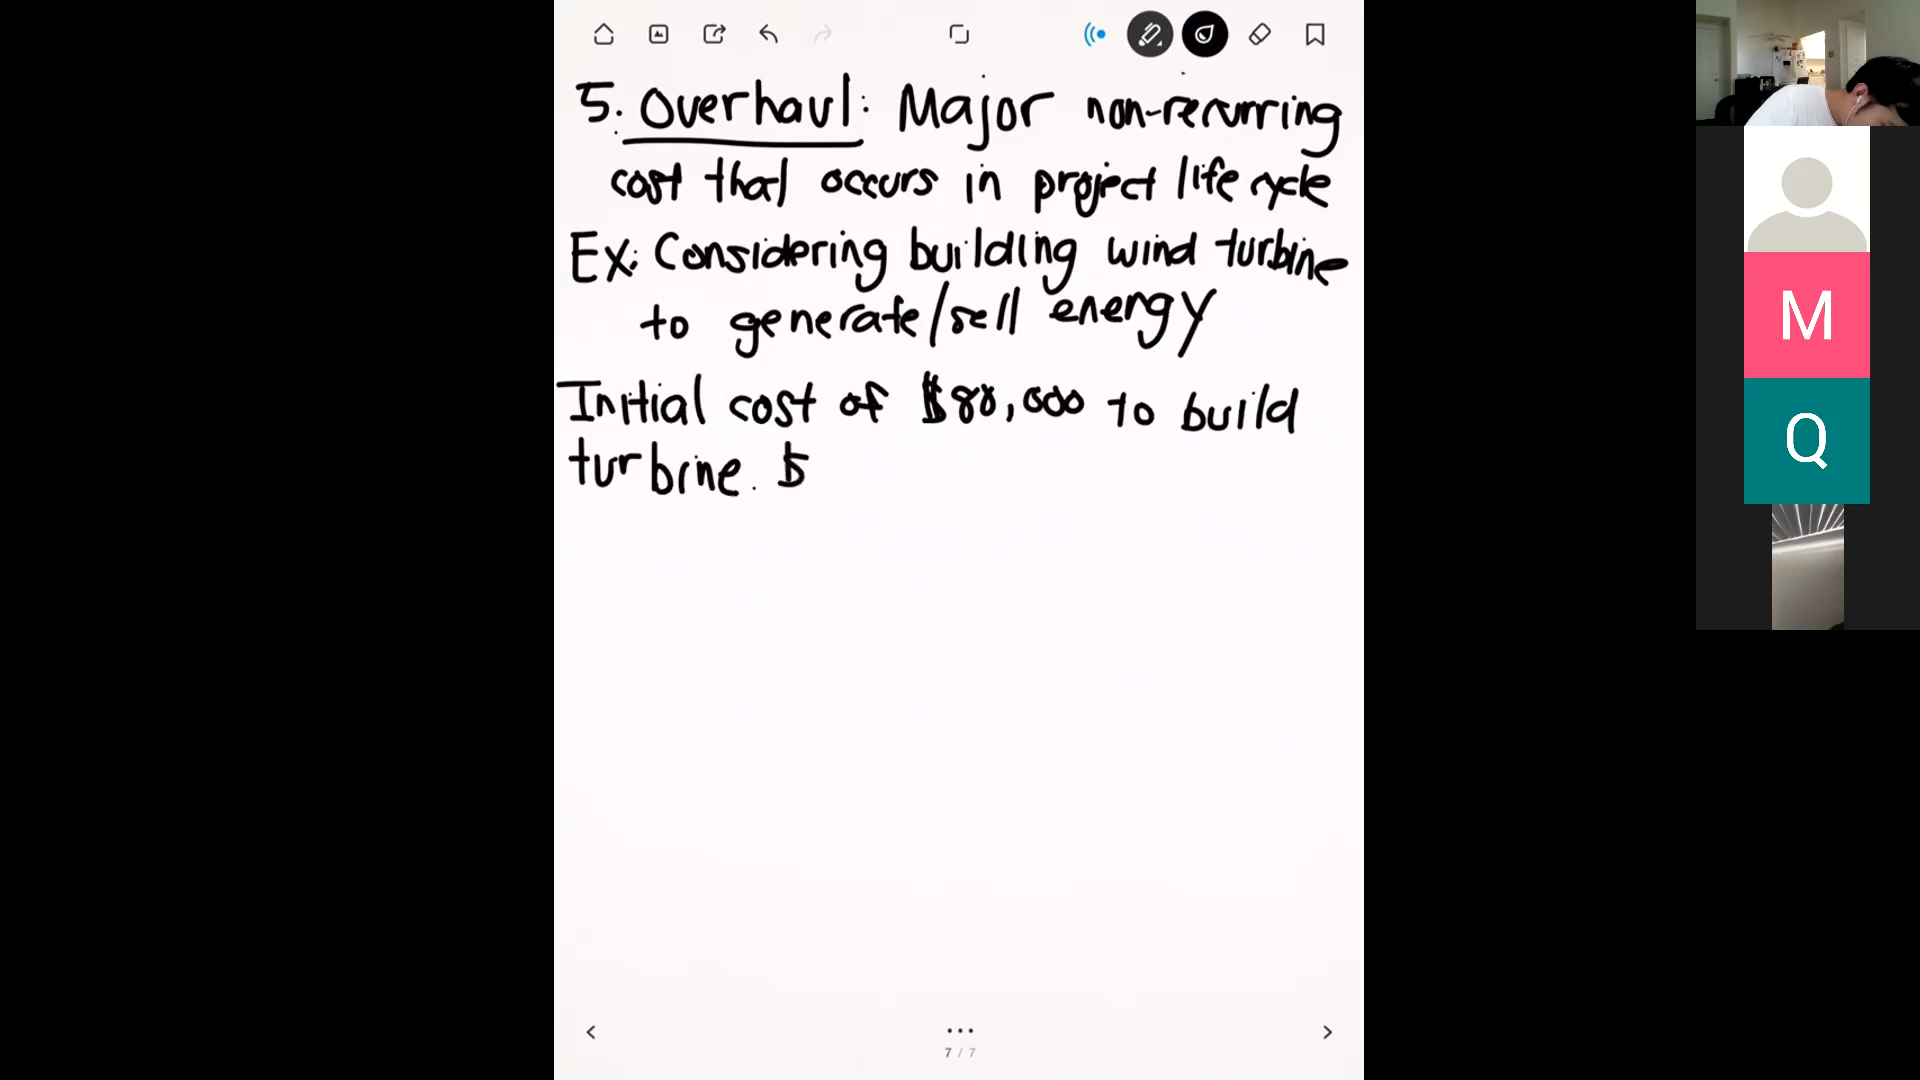 5. Overhaul: Major non-recurring
cost that occurs in project life cycle
Ex: Considering building wind turbine
to generate/sell energy
Initial cost of $80,000 to build
turbine. $
7 / 7
M
Q